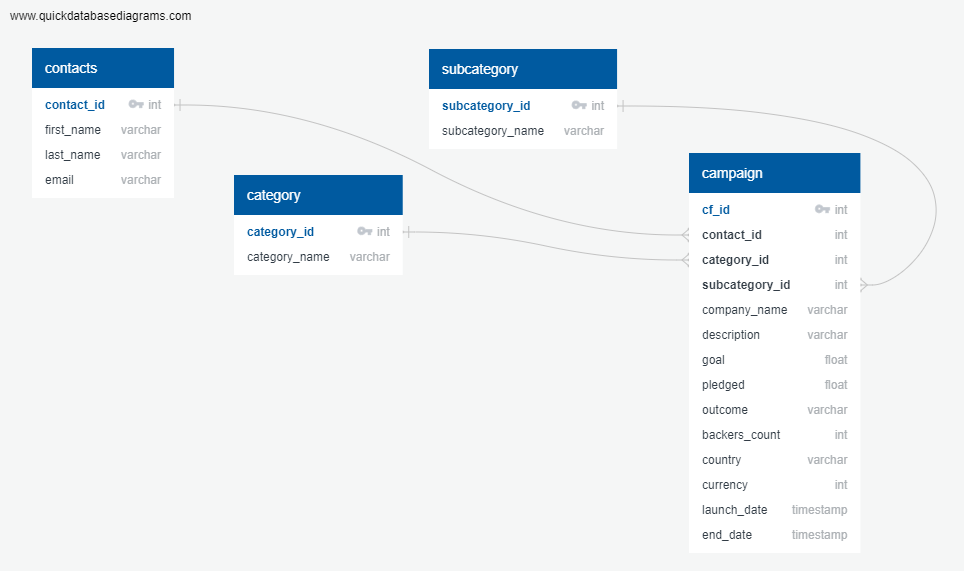 www.quickdatabasediagrams.com
contacts
contact_id int
first_name varchar
last_name varchar
email varchar
subcategory
subcategory_id int
subcategory_name varchar
category
category_id int
category_name varchar
campaign
cf_id int
contact_id int
category_id int
subcategory_id int
company_name varchar
description varchar
goal float
pledged float
outcome varchar
backers_count int
country varchar
currency int
launch_date timestamp
end_date timestamp